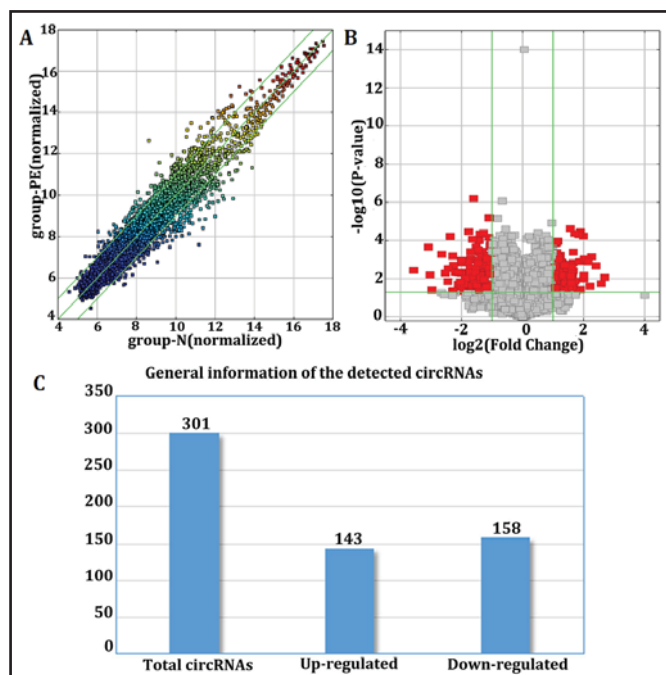 A
18
16
14
12
10
8
6
4
group-PE(normalized)
4 6 8 10 12 14 16 18
group-N(normalized)
B
14
12
10
8
6
4
2
0
-log10(P-value)
-4 -2 0 2 4
log2(Fold Change)
C
General information of the detected circRNAs
350
300
250
200
150
100
50
0
301
143
158
Total circRNAs Up-regulated Down-regulated